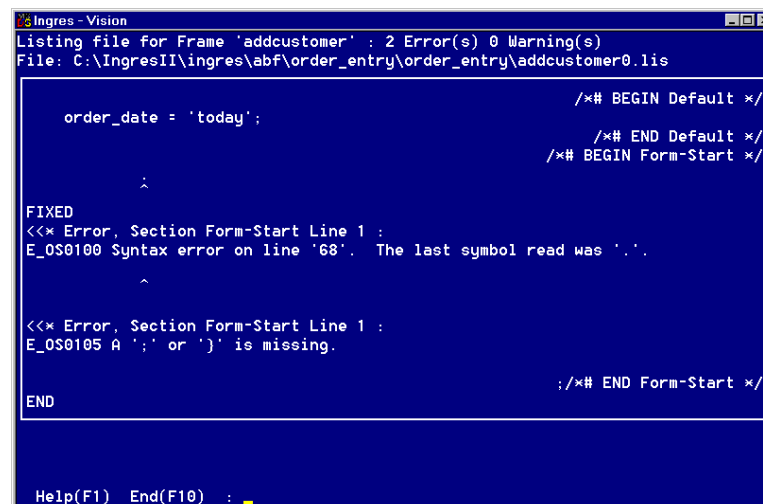 Ingres - Vision
Listing file for Frame 'addcustomer' : 2 Error(s) 0 Warning(s)
File: C:\IngresII\ingres\abf\order_entry\order_entry\addcustomer0.lis
/*# BEGIN Default */
order_date = 'today';
/*# END Default */
/*# BEGIN Form-Start */
.
^
FIXED
<<* Error, Section Form-Start Line 1 :
E_OS0100 Syntax error on line '68'.  The last symbol read was '.'.
^
<<* Error, Section Form-Start Line 1 :
E_OS0105 A ';' or '}' is missing.
;/*# END Form-Start */
END
Help(F1)  End(F10)  :